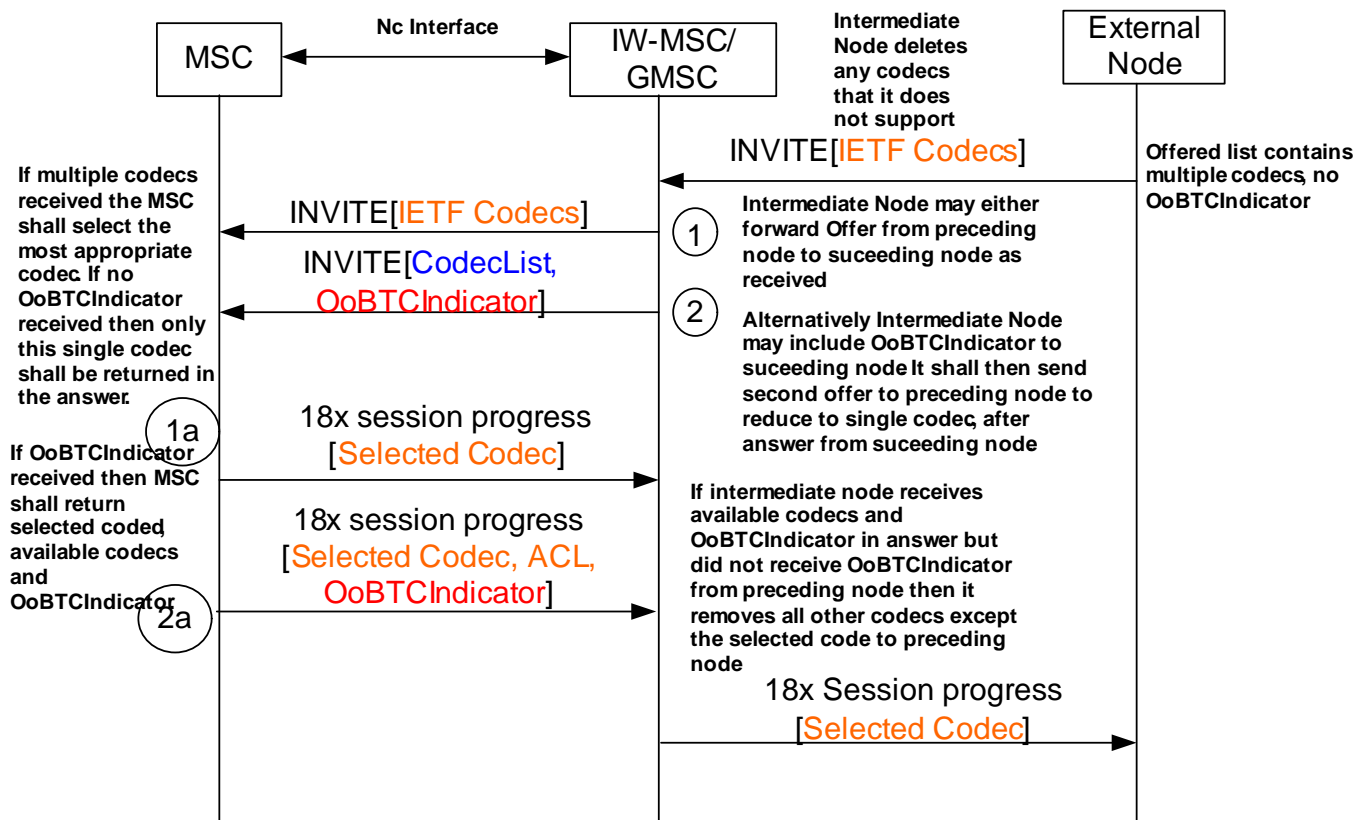 MSC
Nc Interface
IW-MSC/
GMSC
Intermediate
Node deletes
any codecs
that it does
not support
External
Node
INVITE[IETF Codecs]
Offered list contains
multiple codecs, no
OoBTCIndicator
If multiple codecs
received the MSC
shall select the
most appropriate
codec. If no
OoBTCIndicator
received then only
this single codec
shall be returned in
the answer.
INVITE[IETF Codecs]
1
Intermediate Node may either
forward Offer from preceding
node to suceeding node as
received
INVITE[CodecList,
OoBTCIndicator]
2
Alternatively Intermediate Node
may include OoBTCIndicator to
suceeding node It shall then send
second offer to preceding node to
reduce to single codec, after
answer from suceeding node
1a
18x session progress
[Selected Codec]
If OoBTCIndicator
received then MSC
shall return
selected coded,
available codecs
and
OoBTCIndicator
2a
18x session progress
[Selected Codec, ACL,
OoBTCIndicator]
If intermediate node receives
available codecs and
OoBTCIndicator in answer but
did not receive OoBTCIndicator
from preceding node then it
removes all other codecs except
the selected code to preceding
node
18x Session progress
[Selected Codec]